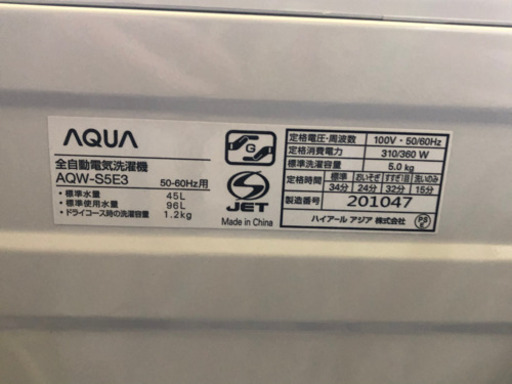 AQUA
全自動電気洗濯機
AQW-S5E3 50-60Hz用
・標準水量 45L
・標準使用水量 96L
・ドライコース時の洗濯容量 1.2kg
G
S
JET
Made in China
定格電圧・周波数 100V・50/60Hz
定格消費電力 310/360 W
標準洗濯容量 5.0 kg
定格時間 標準 おいそぎ すすぎ1回 洗いのみ
34分 24分 32分 15分
製造番号 201047
ハイアール アジア 株式会社
PS
E